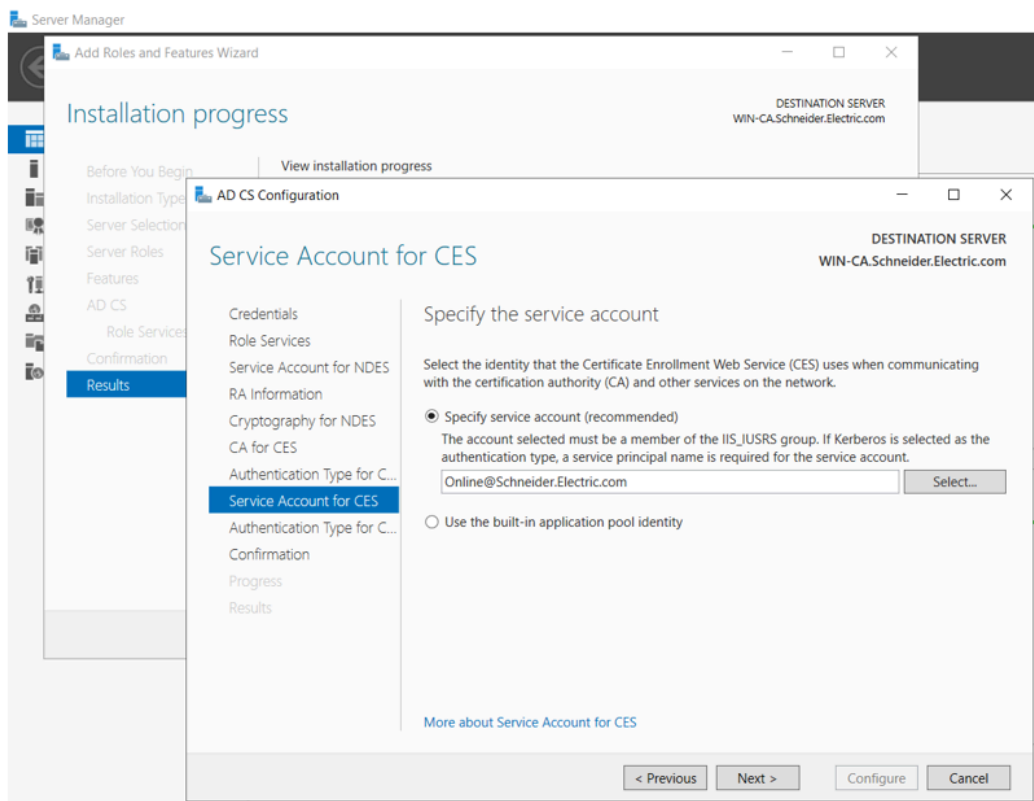 Server Manager
Add Roles and Features Wizard
Installation progress
DESTINATION SERVER
WIN-CA.Schneider.Electric.com
Before You Begin
Installation Type
Server Selection
Server Roles
Features
AD CS
Role Services
Confirmation
Results
View installation progress
AD CS Configuration
Service Account for CES
DESTINATION SERVER
WIN-CA.Schneider.Electric.com
Credentials
Role Services
Service Account for NDES
RA Information
Cryptography for NDES
CA for CES
Authentication Type for C...
Service Account for CES
Authentication Type for C...
Confirmation
Progress
Results
Specify the service account
Select the identity that the Certificate Enrollment Web Service (CES) uses when communicating
with the certification authority (CA) and other services on the network.
Specify service account (recommended)
The account selected must be a member of the IIS_IUSRS group. If Kerberos is selected as the
authentication type, a service principal name is required for the service account.
Online@Schneider.Electric.com
Select...
Use the built-in application pool identity
More about Service Account for CES
< Previous
Next >
Configure
Cancel